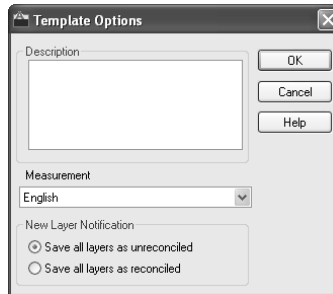 Template Options
Description
OK
Cancel
Help
Measurement
English
New Layer Notification
Save all layers as unreconciled
Save all layers as reconciled